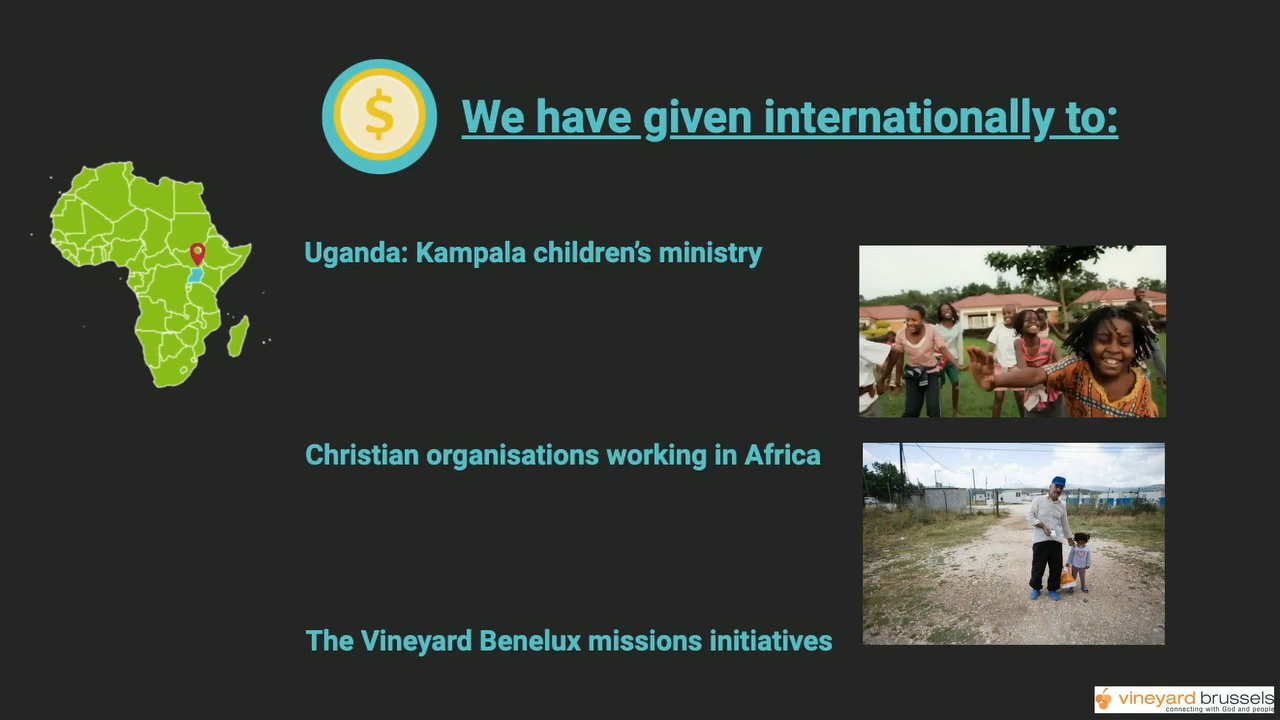 $
We have given internationally to:
Uganda: Kampala children’s ministry
Christian organisations working in Africa
The Vineyard Benelux missions initiatives
vineyard brussels
connecting with God and people